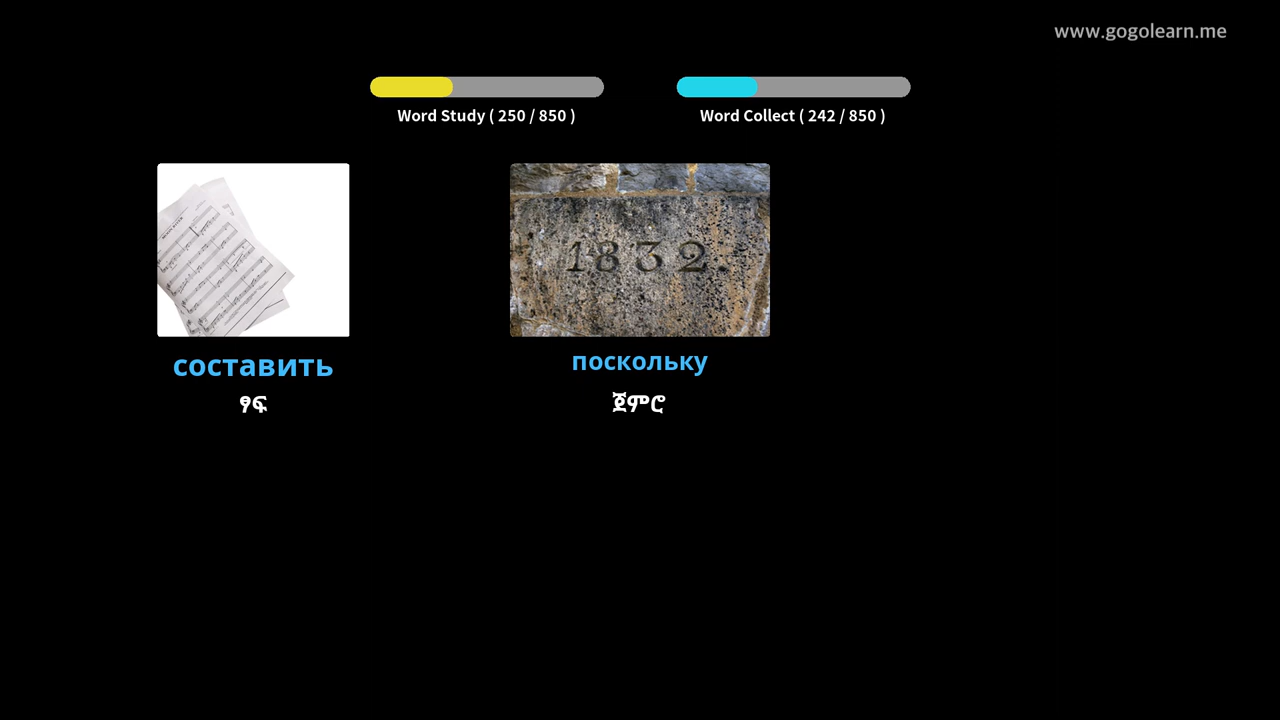 www.gogolearn.me
Word Study ( 250 / 850 )
Word Collect ( 242 / 850 )
1832.
составить
поскольку
ፃፍ
ጀምሮ